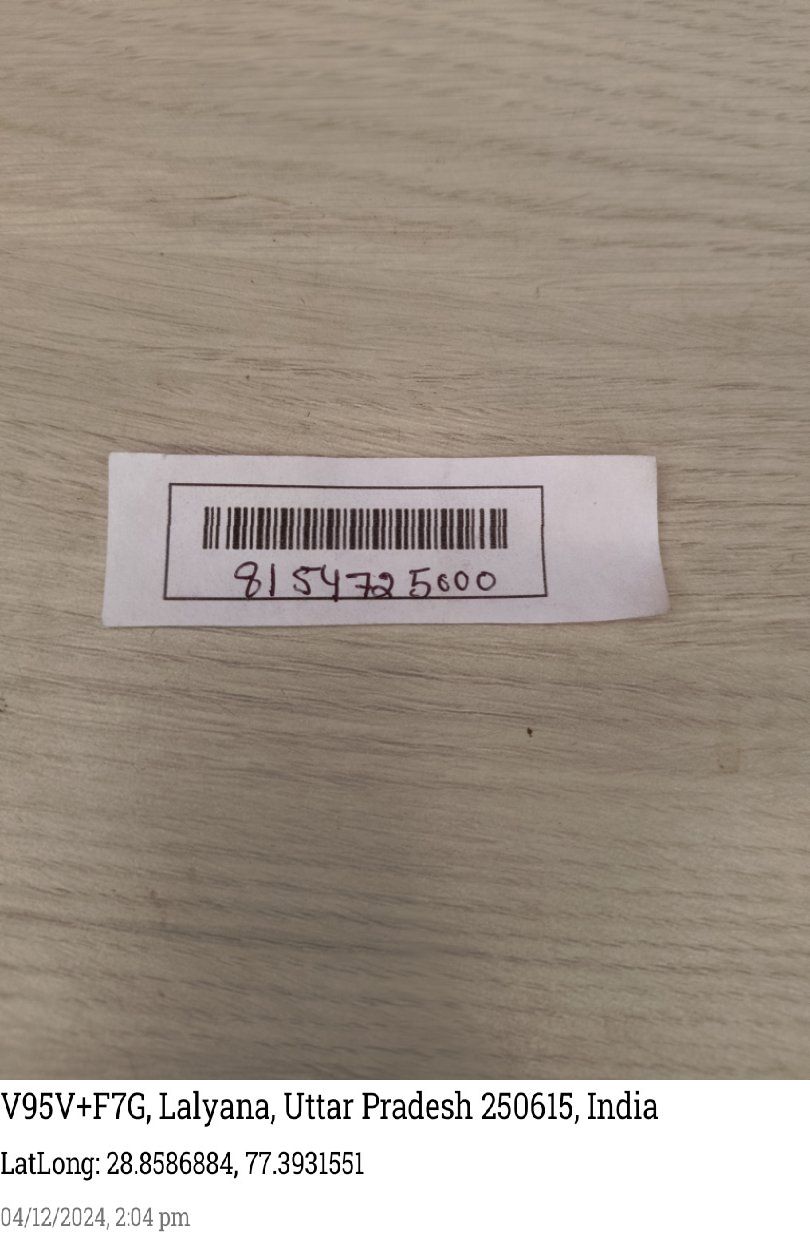 8154725000
V95V+F7G, Lalyana, Uttar Pradesh 250615, India
LatLong: 28.8586884, 77.3931551
04/12/2024, 2:04 pm